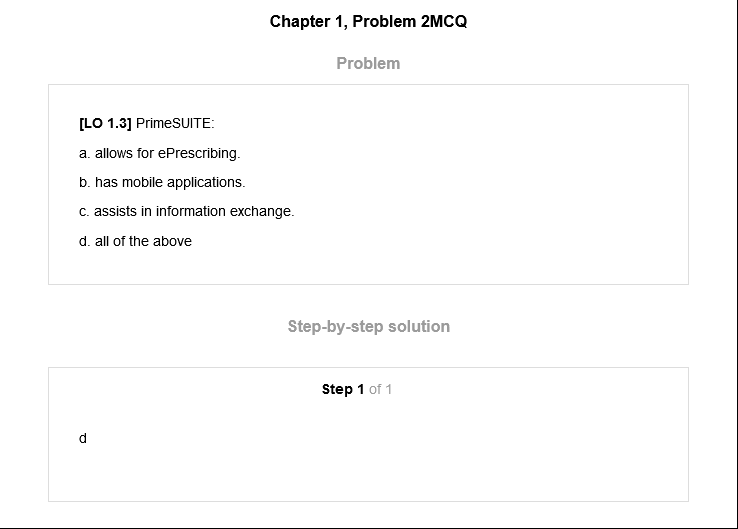 Chapter 1, Problem 2MCQ
Problem
[LO 1.3] PrimeSUITE:
a. allows for ePrescribing.
b. has mobile applications.
c. assists in information exchange.
d. all of the above
Step-by-step solution
Step 1 of 1
d